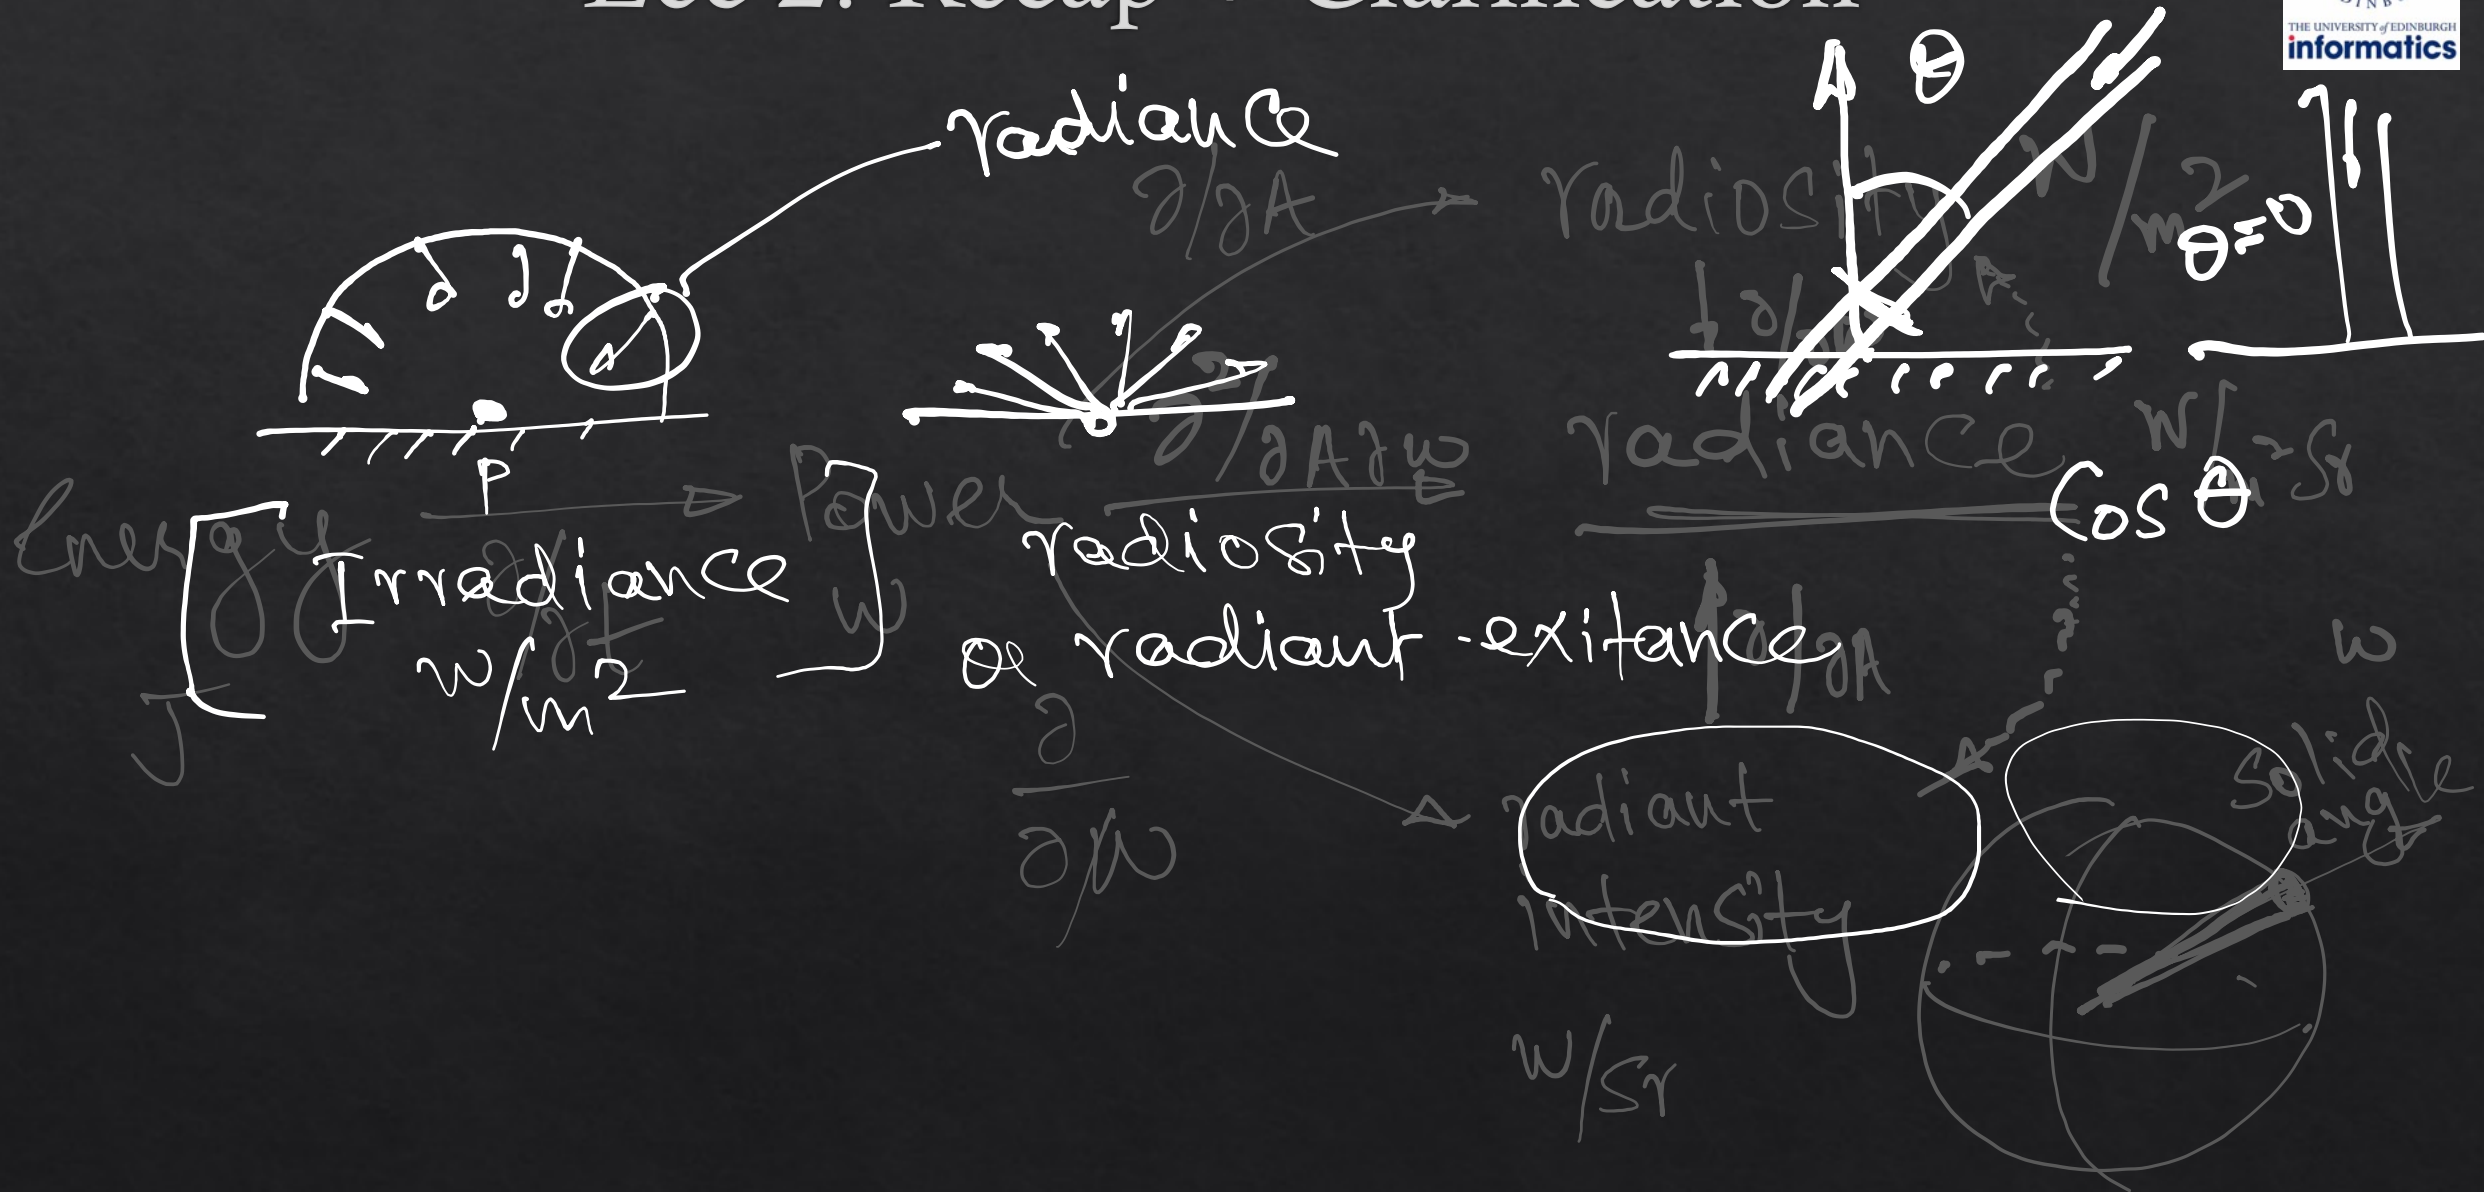 Lec 2: Recap + Clarification
THE UNIVERSITY of EDINBURGH
informatics
radiance
θ
∂/∂A
radiosity W/m²
θ=0
∂/∂A∂w
radiance W/m²Sr
Cos θ
P
Energy
Power
J
∂/∂t
W
Irradiance
W/m²
radiosity
or radiant-exitance
∂/∂A
∂/∂w
w
solid
angle
radiant
intensity
W/Sr